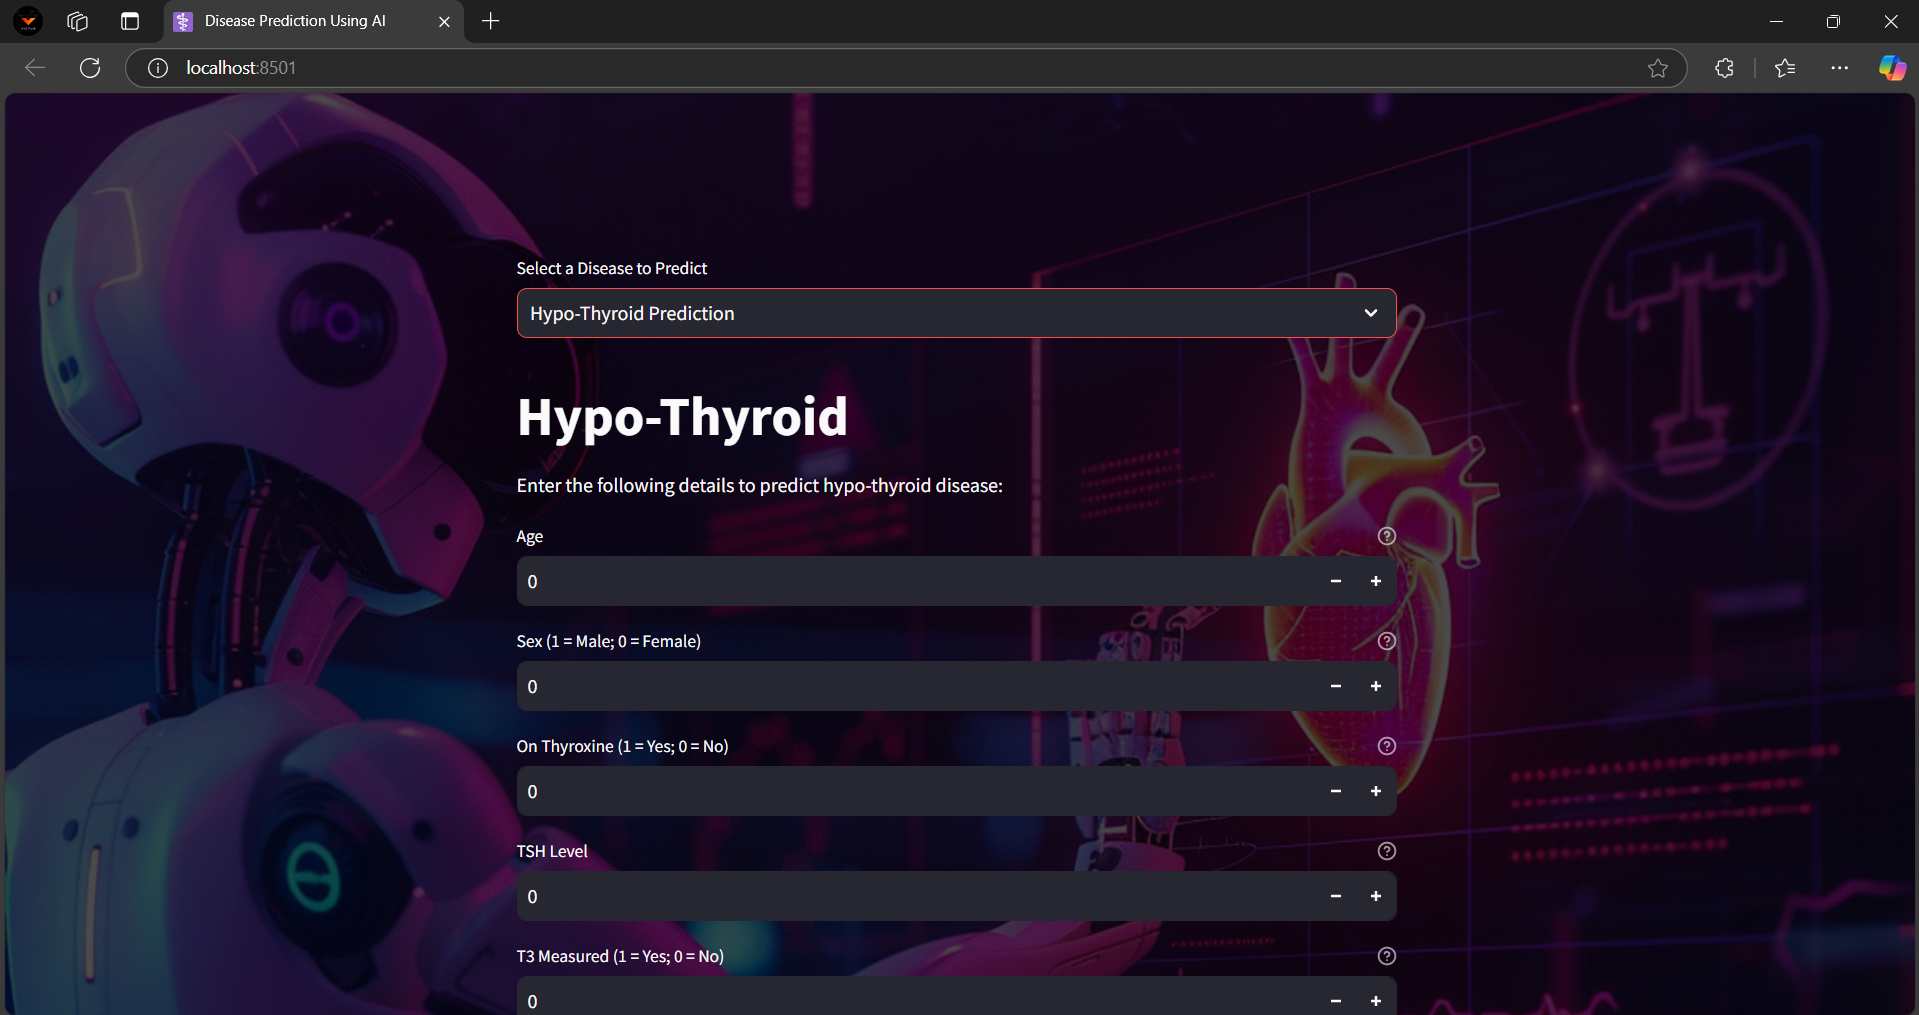 Disease Prediction Using AI
localhost:8501
Select a Disease to Predict
Hypo-Thyroid Prediction
Hypo-Thyroid
Enter the following details to predict hypo-thyroid disease:
Age
0
Sex (1 = Male; 0 = Female)
0
On Thyroxine (1 = Yes; 0 = No)
0
TSH Level
0
T3 Measured (1 = Yes; 0 = No)
0